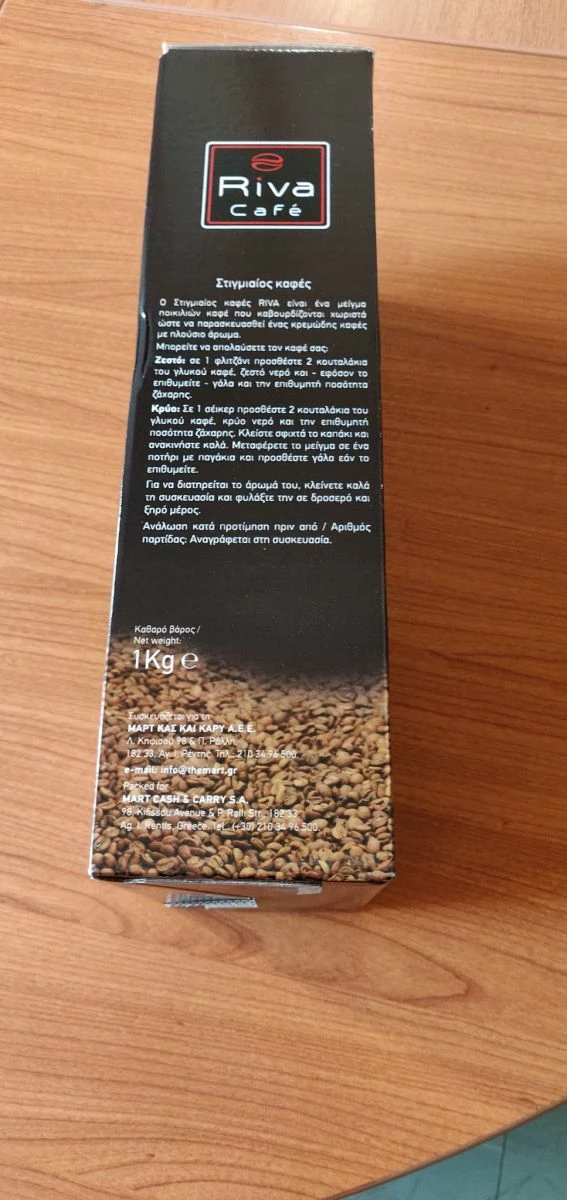 Riva
Café
Στιγμιαίος καφές
Ο Στιγμιαίος καφές RIVA είναι ένα μείγμα
ποικιλιών καφέ που καβουρδίζονται χωριστά
ώστε να παρασκευασθεί ένας κρεμώδης καφές
με πλούσιο άρωμα.
Μπορείτε να απολαύσετε τον καφέ σας:
Ζεστό: σε 1 φλιτζάνι προσθέστε 2 κουταλάκια
του γλυκού καφέ, ζεστό νερό και - εφόσον το
επιθυμείτε - γάλα και την επιθυμητή ποσότητα
ζάχαρης.
Κρύο: Σε 1 σέικερ προσθέστε 2 κουταλάκια του
γλυκού καφέ, κρύο νερό και την επιθυμητή
ποσότητα ζάχαρης. Κλείστε σφιχτά το καπάκι και
ανακινήστε καλά. Μεταφέρετε το μείγμα σε ένα
ποτήρι με παγάκια και προσθέστε γάλα εάν το
επιθυμείτε.
Για να διατηρείται το άρωμά του, κλείνετε καλά
τη συσκευασία και φυλάξτε την σε δροσερό και
ξηρό μέρος.
Ανάλωση κατά προτίμηση πριν από / Αριθμός
παρτίδας: Αναγράφεται στη συσκευασία.
Καθαρό βάρος /
Net weight:
1Kg e
Συσκευάζεται για τη
ΜΑΡΤ ΚΑΣ ΚΑΙ ΚΑΡΥ Α.Ε.Ε.
Λ. Κηφισού 98 & Π. Ράλλη,
182 33, Αγ. Ι. Ρέντης, Τηλ.: 210 34 96 500.
e-mail: info@themart.gr
Packed for
MART CASH & CARRY S.A.
98, Kifissou Avenue & P. Ralli Str., 182 33
Ag. I. Rentis, Greece. Tel.: (+30) 210 34 96 500.